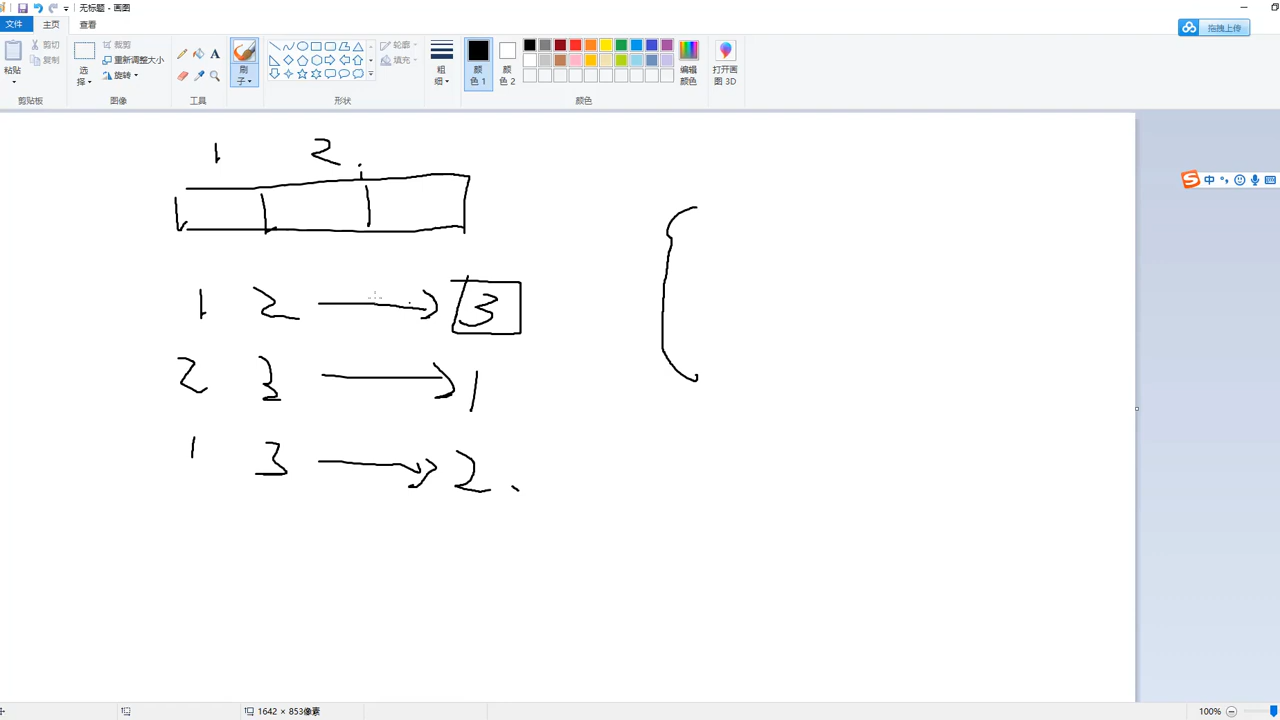 无标题 - 画图
文件 主页 查看
粘贴 剪切 复制 剪贴板
选择 裁剪 重新调整大小 旋转 图像
A 工具
刷子
形状 轮廓 填充
粗细
颜色 1 颜色 2 颜色 编辑颜色
打开画图 3D
拖拽上传
中
1 2
1 2 3
2 3 1
1 3 2.
1642 × 853像素
100%